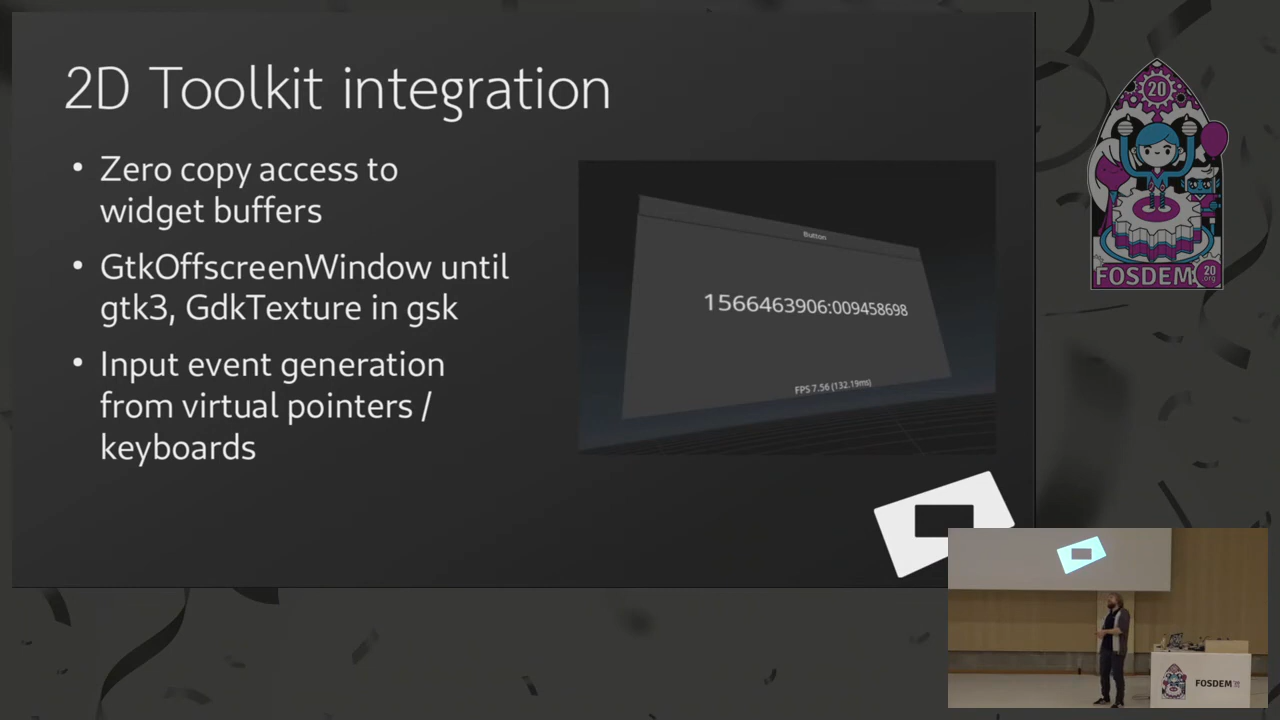 2D Toolkit integration
• Zero copy access to
widget buffers
• GtkOffscreenWindow until
gtk3, GdkTexture in gsk
• Input event generation
from virtual pointers /
keyboards
Button
1566463906:009458698
FPS 7.56 (132.19ms)
20
FOSDEM 20
.org
FOSDEM